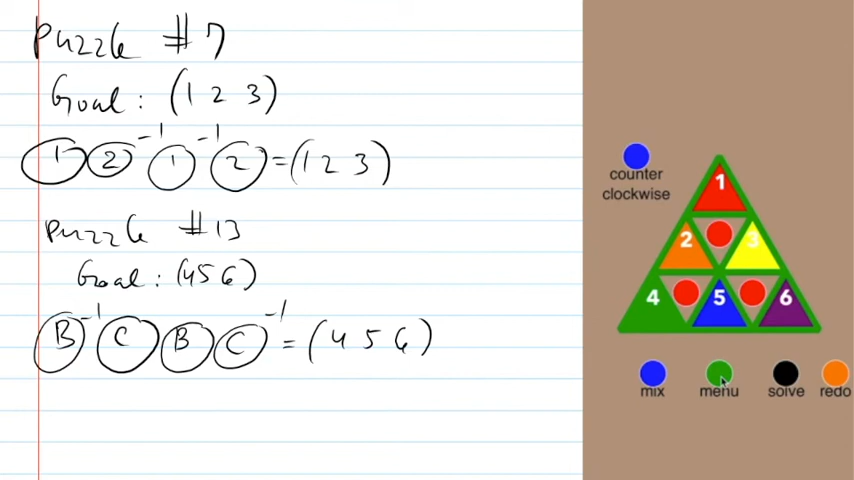 Puzzle #7
Goal: (1 2 3)
① ②⁻¹ ①⁻¹ ② = (1 2 3)
Puzzle #13
Goal: (4 5 6)
Ⓑ⁻¹ Ⓒ Ⓑ Ⓒ⁻¹ = (4 5 6)
counter
clockwise
1
2 3
4 5 6
mix menu solve redo